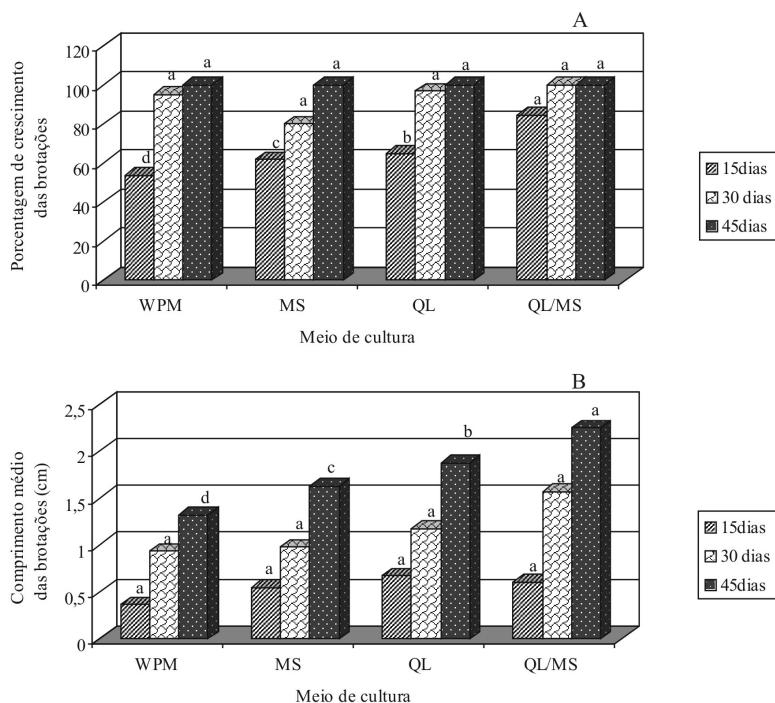 A
Porcentagem de crescimento
das brotações
120
100
80
60
40
20
0
a a a a a a a a
d c b a
WPM MS QL QL/MS
Meio de cultura
15dias
30 dias
45dias
B
Comprimento médio
das brotações (cm)
2,5
2
1,5
1
0,5
0
d c b a
a a a a
a a a a
WPM MS QL QL/MS
Meio de cultura
15dias
30 dias
45dias